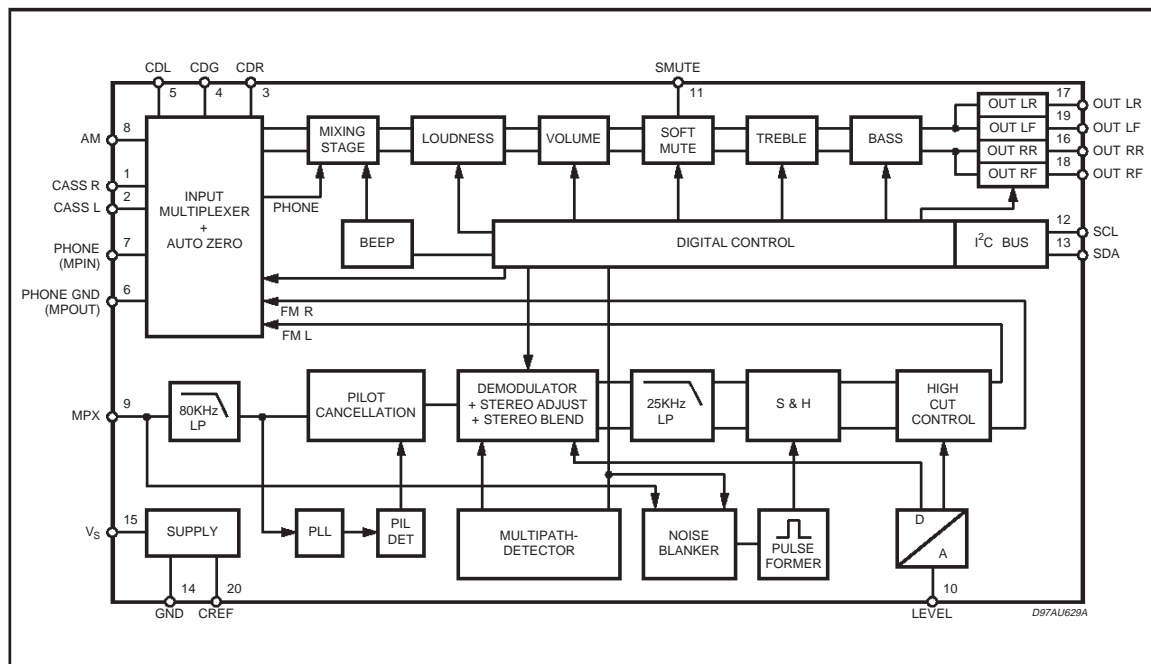 CDL CDG CDR SMUTE
5 4 3 11 17
8 OUT LR OUT LR
AM MIXING STAGE LOUDNESS VOLUME SOFT MUTE TREBLE BASS 19
OUT LF OUT LF
16
OUT RR OUT RR
1 18
CASS R OUT RF OUT RF
2 INPUT MULTIPLEXER + AUTO ZERO PHONE
CASS L
12
BEEP DIGITAL CONTROL I²C BUS SCL
7 13
PHONE (MPIN) SDA
6
PHONE GND (MPOUT) FM R
FM L
9
MPX 80KHz LP PILOT CANCELLATION DEMODULATOR + STEREO ADJUST + STEREO BLEND 25KHz LP S & H HIGH CUT CONTROL
15
VS SUPPLY PLL PIL DET MULTIPATH-DETECTOR NOISE BLANKER PULSE FORMER D A
14 20 10
GND CREF LEVEL
D97AU629A